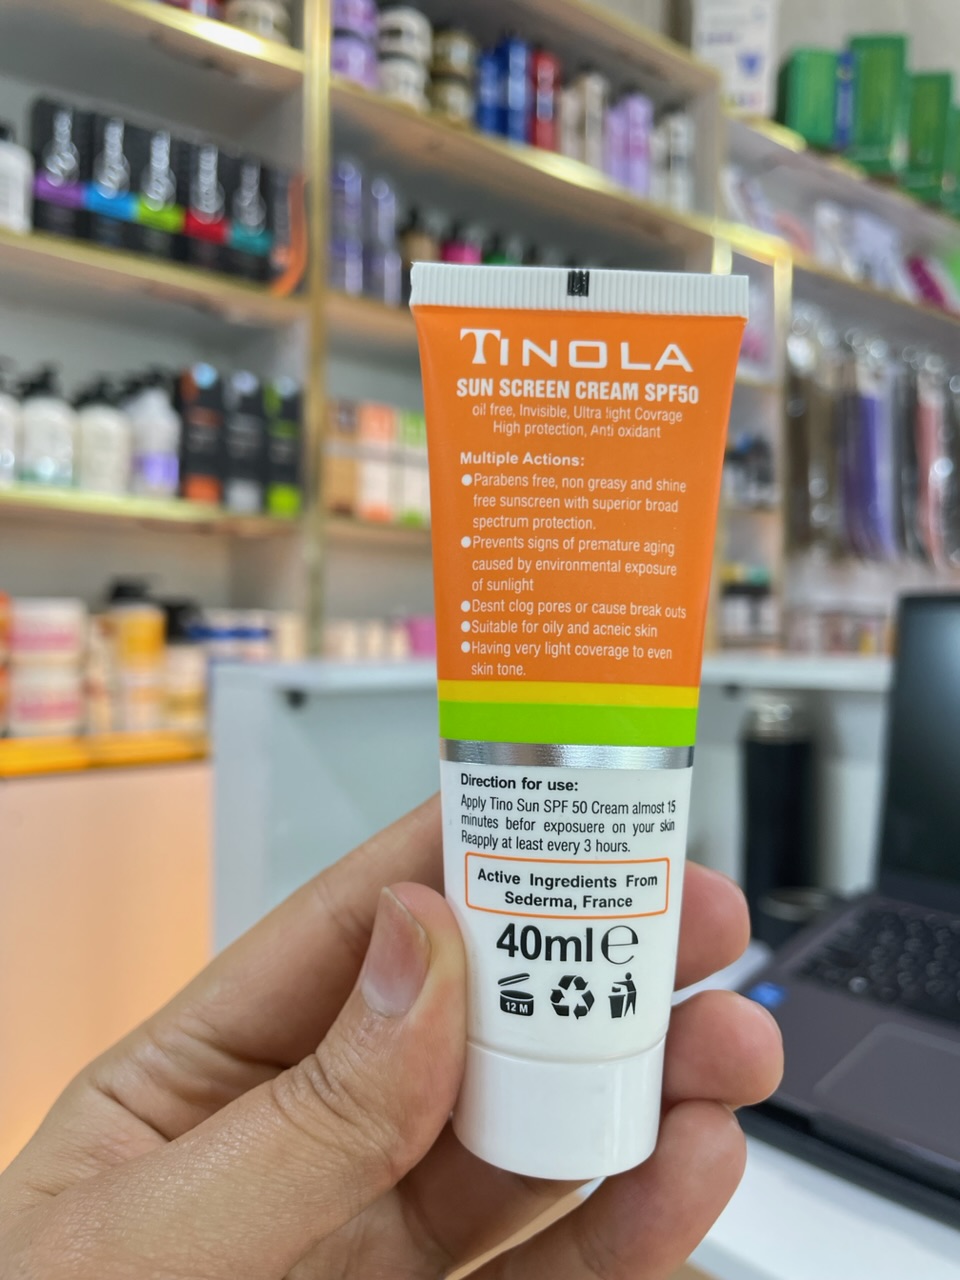 TINOLA
SUN SCREEN CREAM SPF50
oil free, Invisible, Ultra light Covrage
High protection, Anti oxidant
Multiple Actions:
●Parabens free, non greasy and shine
free sunscreen with superior broad
spectrum protection.
●Prevents signs of premature aging
caused by environmental exposure
of sunlight
●Desnt clog pores or cause break outs
●Suitable for oily and acneic skin
●Having very light coverage to even
skin tone.
Direction for use:
Apply Tino Sun SPF 50 Cream almost 15
minutes befor exposuere on your skin
Reapply at least every 3 hours.
Active Ingredients From
Sederma, France
40ml℮
12 M